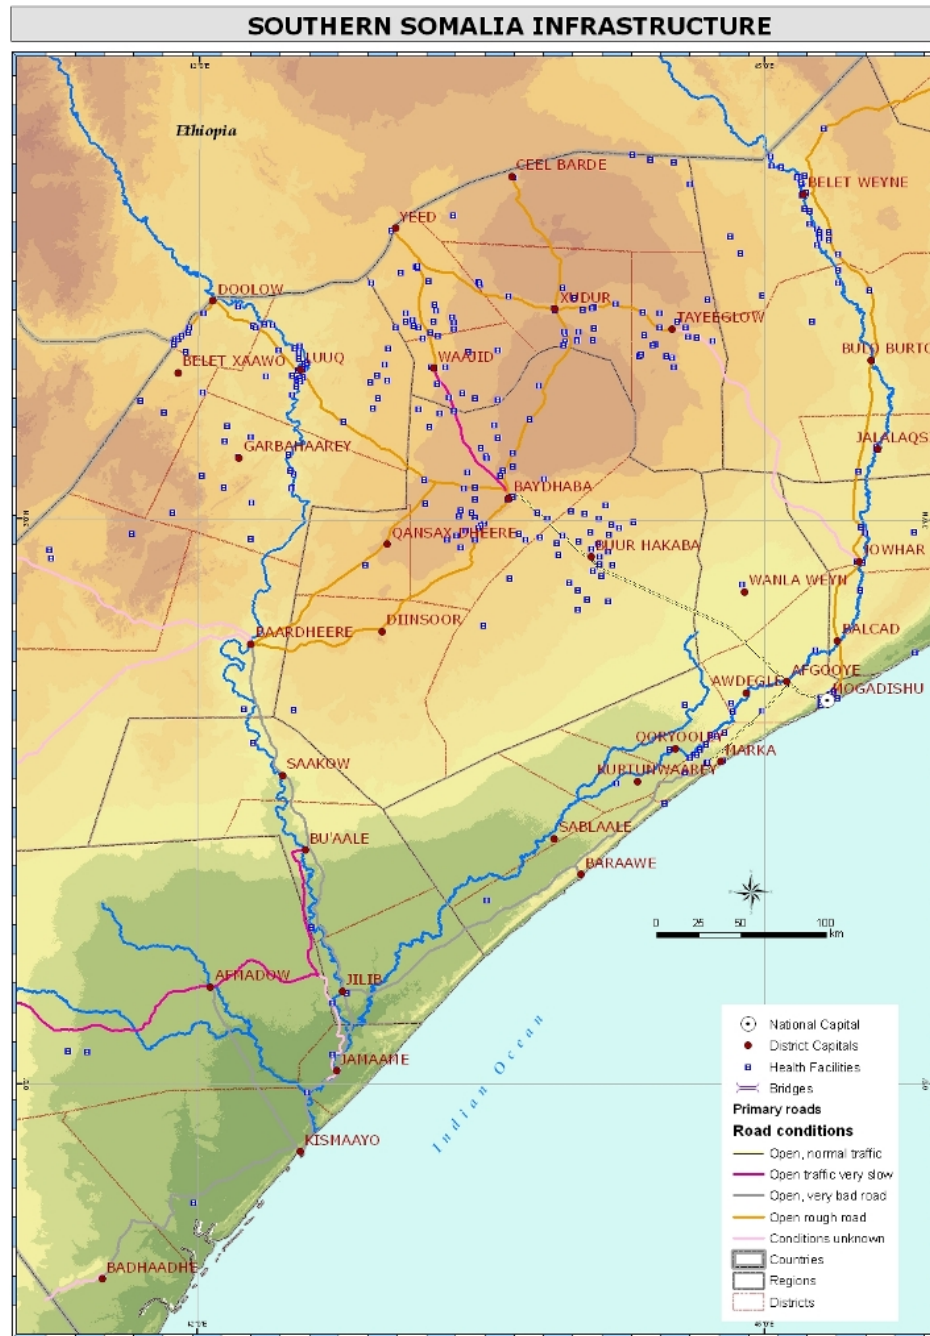 SOUTHERN SOMALIA INFRASTRUCTURE
Ethiopia
CEEL BARDE
BELET WEYNE
YEED
DOOLOW
XUDUR
TAYEEGLOW
BELET XAAWO
LUUQ
WAAJID
BULO BURTO
GARBAHAAREY
JALALAQS
BAYDHABA
QANSAX DHEERE
BUUR HAKABA
JOWHAR
WANLA WEYN
DIINSOOR
BAARDHEERE
BALCAD
AFGOOYE
AWDEGLE
MOGADISHU
SAAKOW
QORYOOLEY
MARKA
KURTUNWAAREY
BU'AALE
SABLAALE
BARAAWE
0 25 50 100
km
AFMADOW
JILIB
JAMAAME
KISMAAYO
BADHAADHE
Indian Ocean
National Capital
District Capitals
Health Facilities
Bridges
Primary roads
Road conditions
Open, normal traffic
Open traffic very slow
Open, very bad road
Open rough road
Conditions unknown
Countries
Regions
Districts